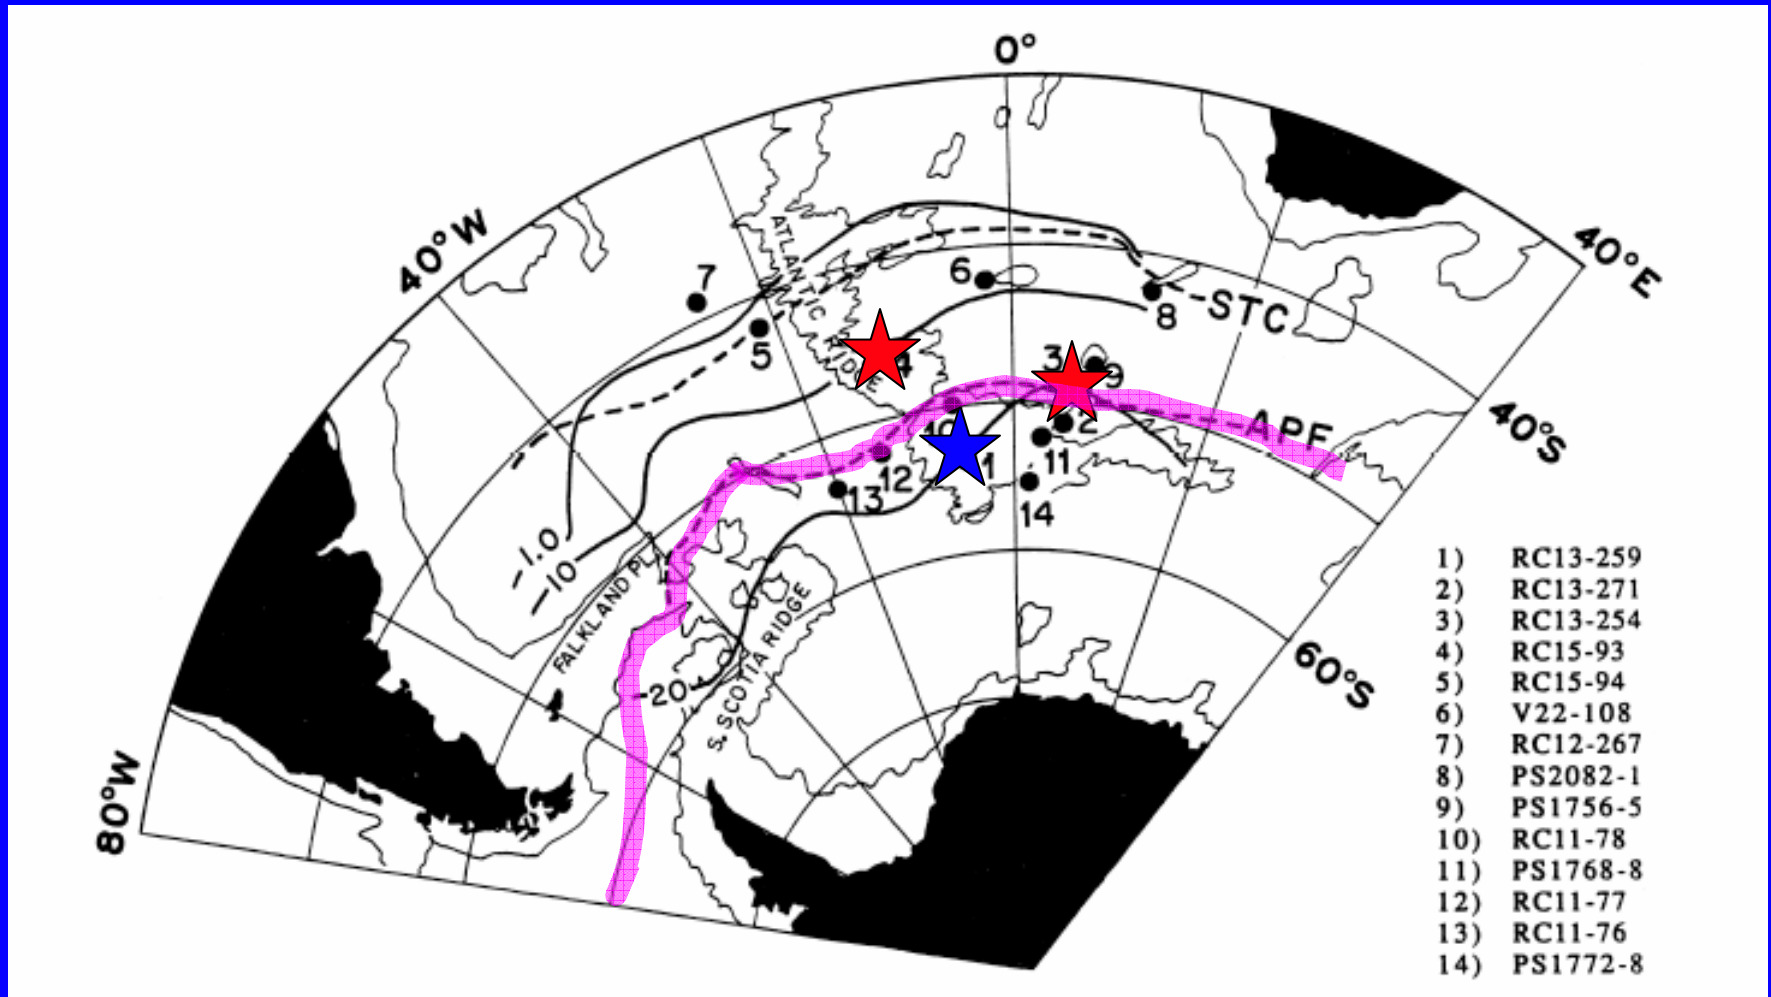 0°
40°W
40°E
ATLANTIC RIDGE
7
6
5
8
-STC
4
3
9
40°S
APF
10
2
1
11
12
13
14
-1.0
-10
FALKLAND PL.
-20
S. SCOTIA RIDGE
60°S
80°W
1) RC13-259
2) RC13-271
3) RC13-254
4) RC15-93
5) RC15-94
6) V22-108
7) RC12-267
8) PS2082-1
9) PS1756-5
10) RC11-78
11) PS1768-8
12) RC11-77
13) RC11-76
14) PS1772-8